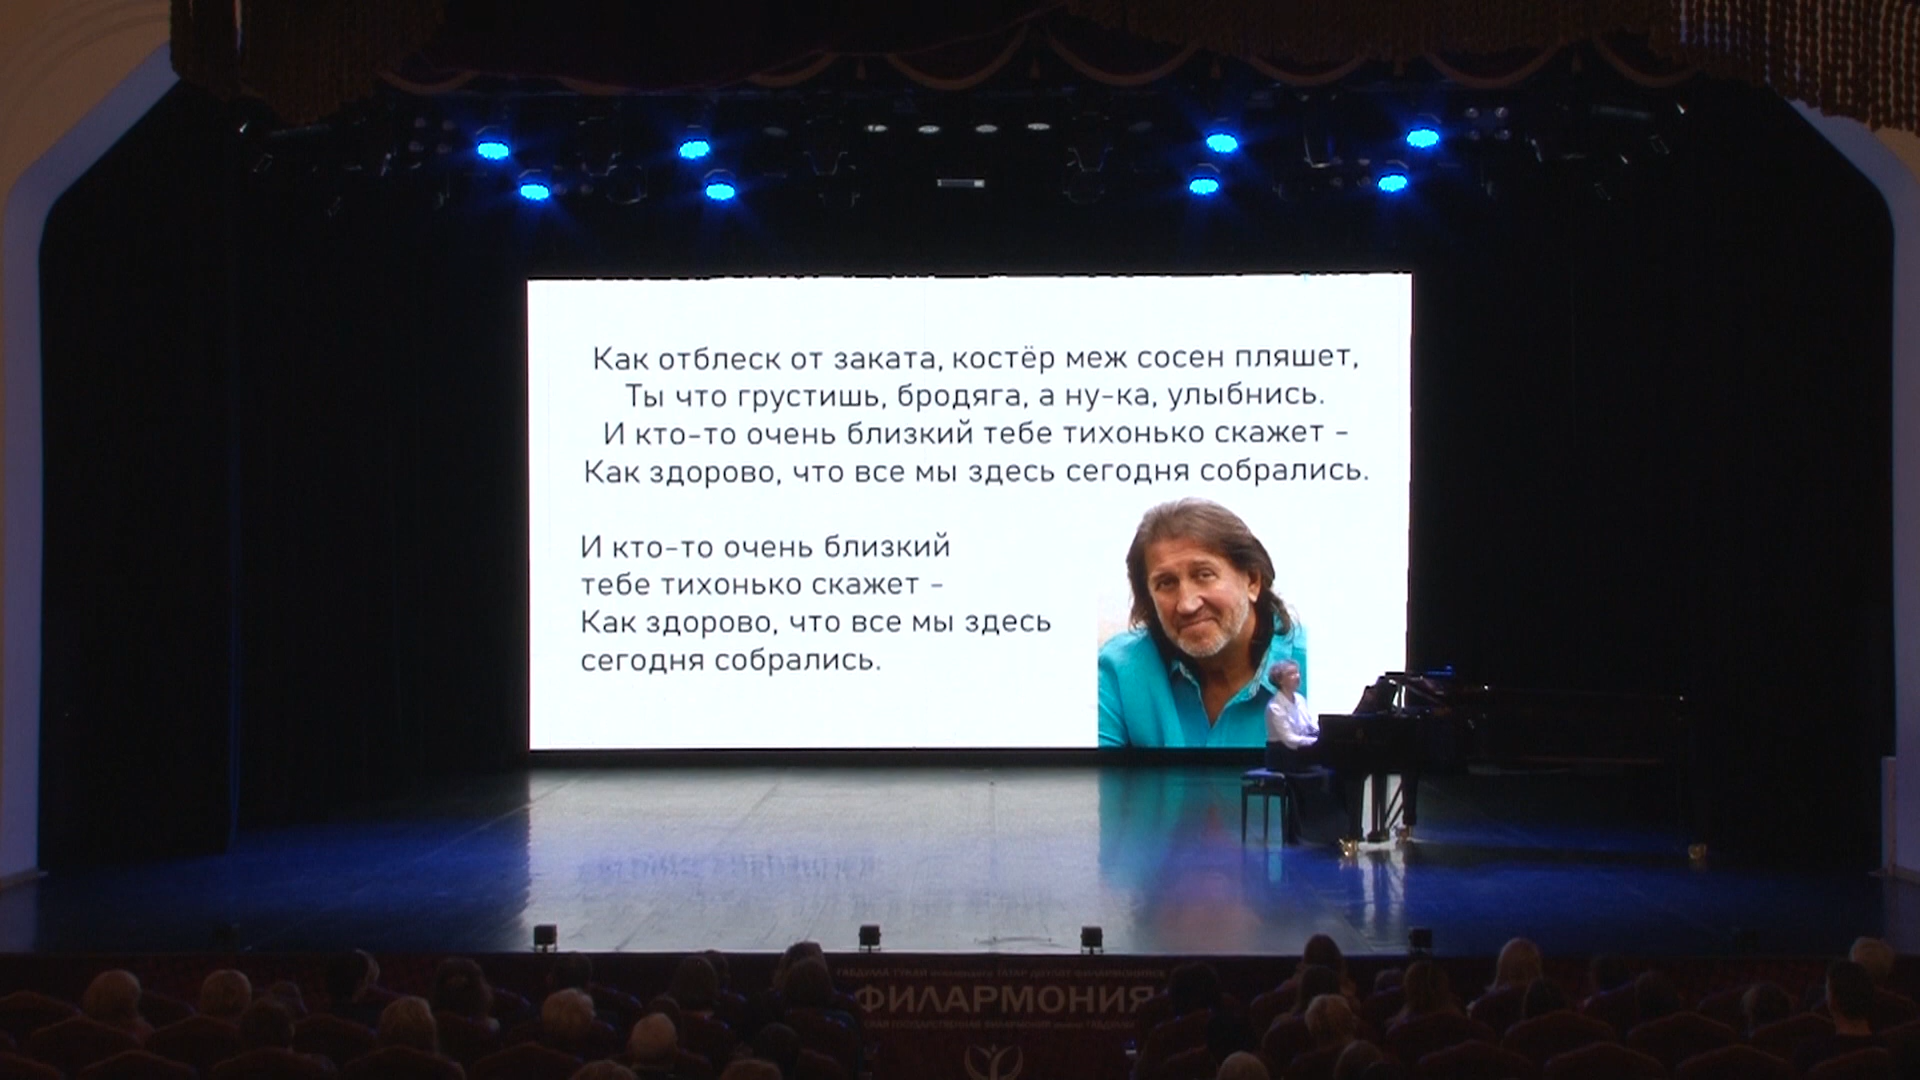 Как отблеск от заката, костёр меж сосен пляшет,
Ты что грустишь, бродяга, а ну-ка, улыбнись.
И кто-то очень близкий тебе тихонько скажет –
Как здорово, что все мы здесь сегодня собрались.
И кто-то очень близкий
тебе тихонько скажет –
Как здорово, что все мы здесь
сегодня собрались.
ФИЛАРМОНИЯ